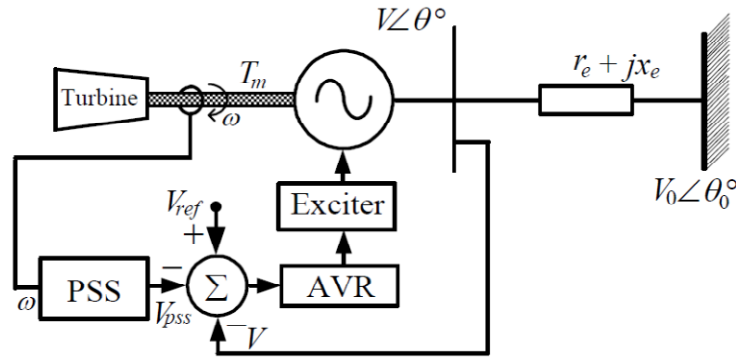 V∠θ°
r_e + jx_e
Turbine
T_m
ω
V_0∠θ_0°
V_ref
+
Exciter
ω
PSS
−
V_pss
Σ
AVR
−
V